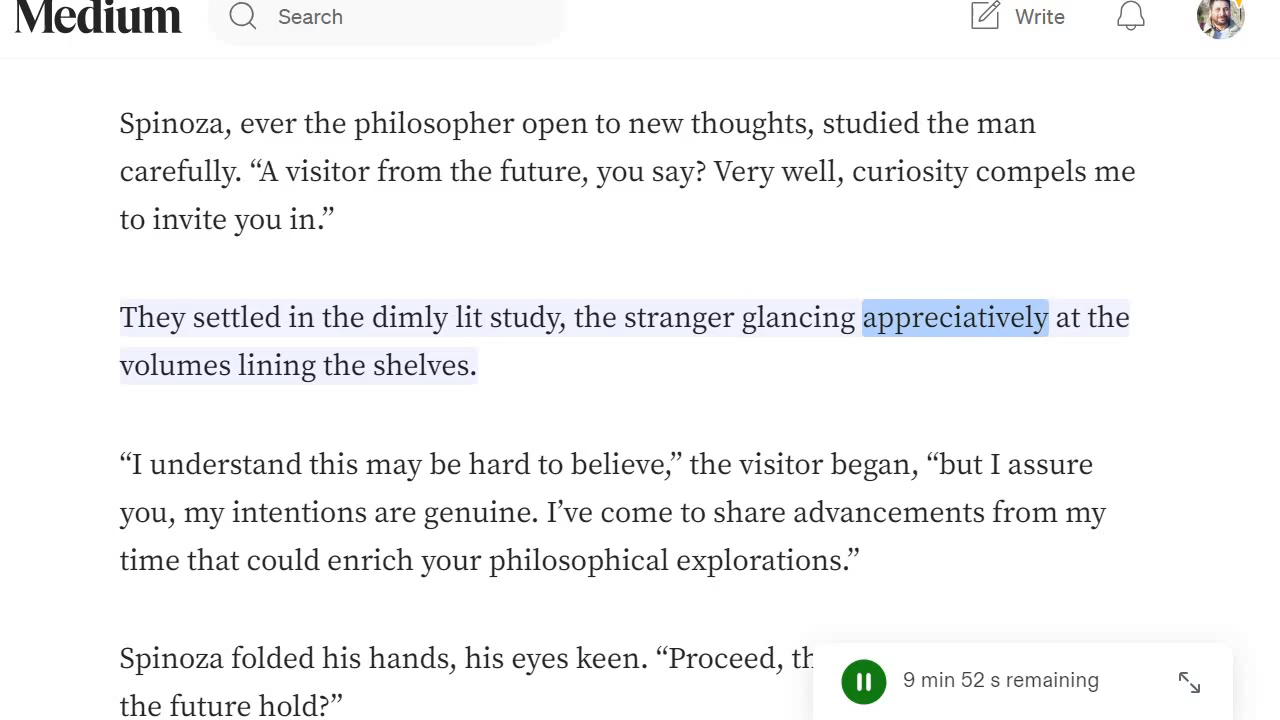 Medium
Search
Write
Spinoza, ever the philosopher open to new thoughts, studied the man
carefully. “A visitor from the future, you say? Very well, curiosity compels me
to invite you in.”
They settled in the dimly lit study, the stranger glancing appreciatively at the
volumes lining the shelves.
“I understand this may be hard to believe,” the visitor began, “but I assure
you, my intentions are genuine. I’ve come to share advancements from my
time that could enrich your philosophical explorations.”
Spinoza folded his hands, his eyes keen. “Proceed,
the future hold?”
9 min 52 s remaining